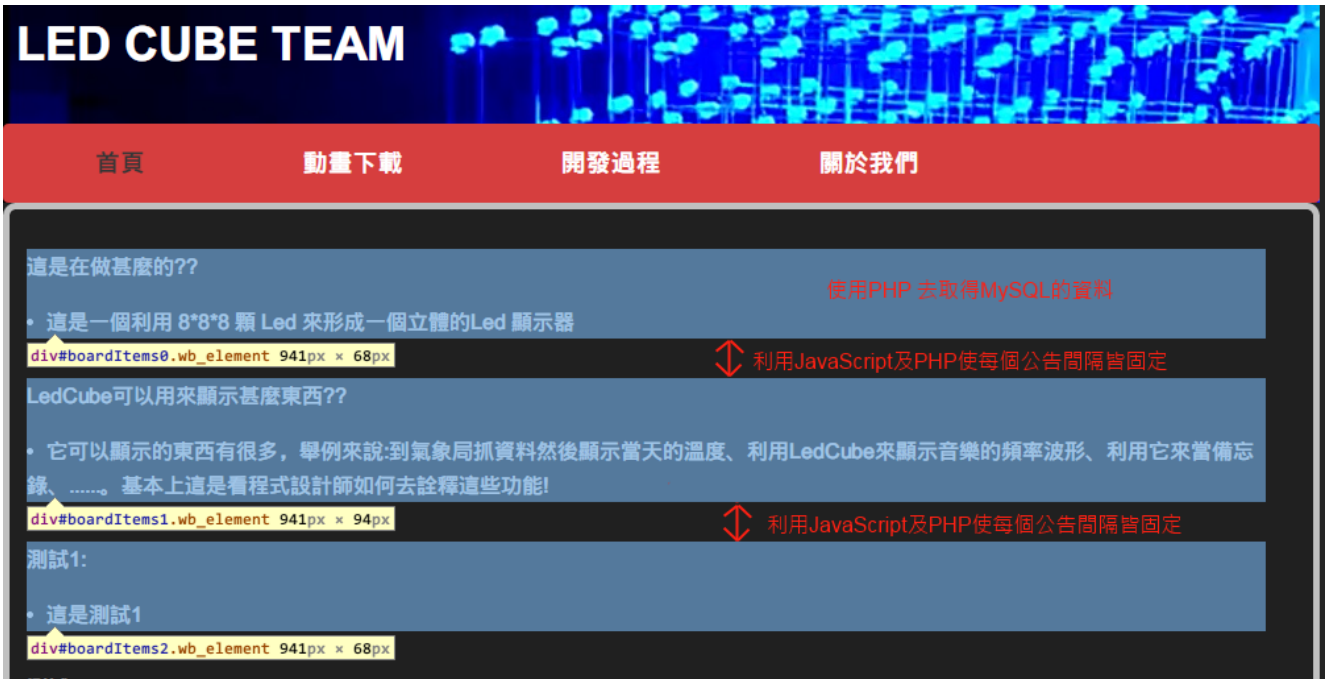 LED CUBE TEAM
首頁 動畫下載 開發過程 關於我們
這是在做甚麼的??
使用PHP 去取得MySQL的資料
• 這是一個利用 8*8*8 顆 Led 來形成一個立體的Led 顯示器
div#boardItems0.wb_element 941px × 68px
利用JavaScript及PHP使每個公告間隔皆固定
LedCube可以用來顯示甚麼東西??
• 它可以顯示的東西有很多，舉例來說:到氣象局抓資料然後顯示當天的溫度、利用LedCube來顯示音樂的頻率波形、利用它來當備忘
錄、......。基本上這是看程式設計師如何去詮釋這些功能!
div#boardItems1.wb_element 941px × 94px
利用JavaScript及PHP使每個公告間隔皆固定
測試1:
• 這是測試1
div#boardItems2.wb_element 941px × 68px